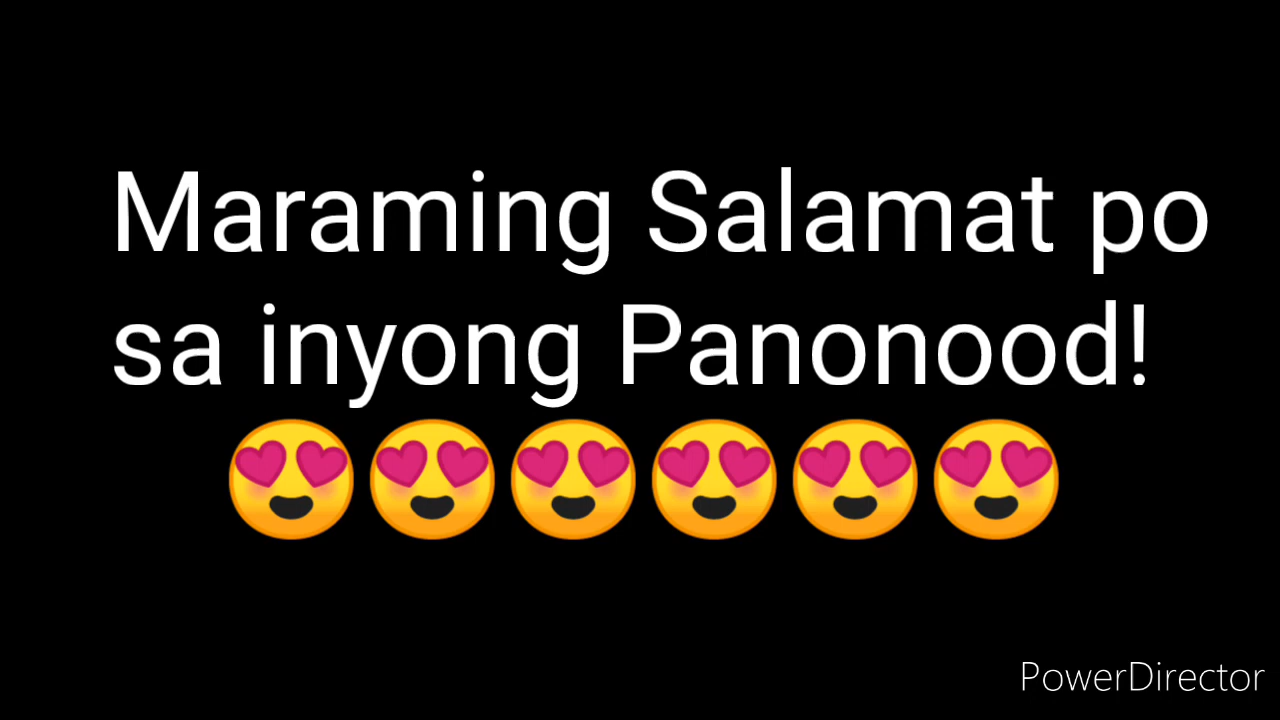 Maraming Salamat po
sa inyong Panonood!
😍😍😍😍😍😍
PowerDirector